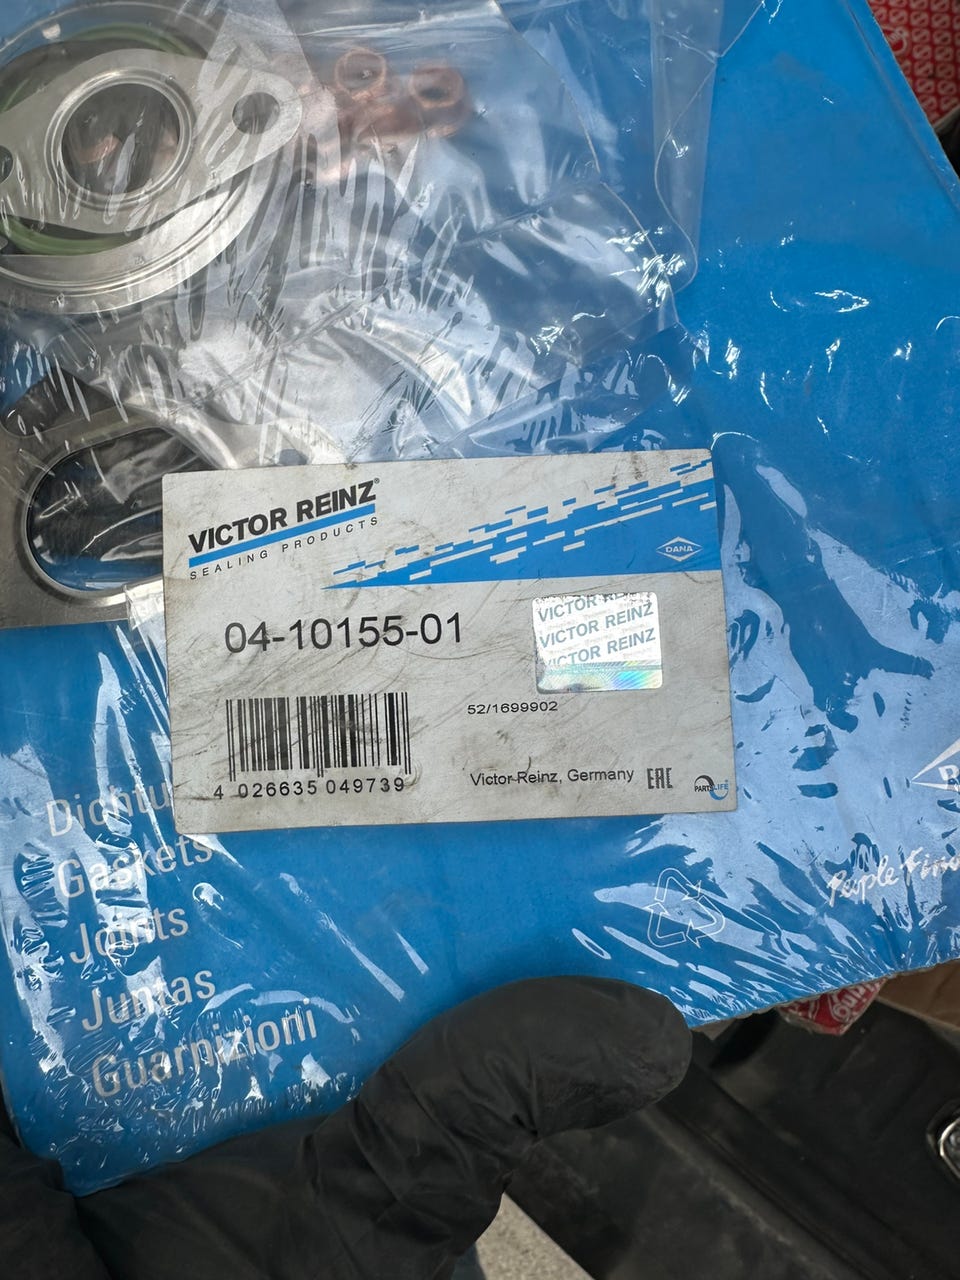 VICTOR REINZ®
SEALING PRODUCTS
DANA
04-10155-01
VICTOR REINZ
VICTOR REINZ
VICTOR REINZ
52/1699902
4 026635 049739
Victor Reinz, Germany
EAC
PARTSLIFE
Gaskets
Joints
Juntas
Guarnizioni
People